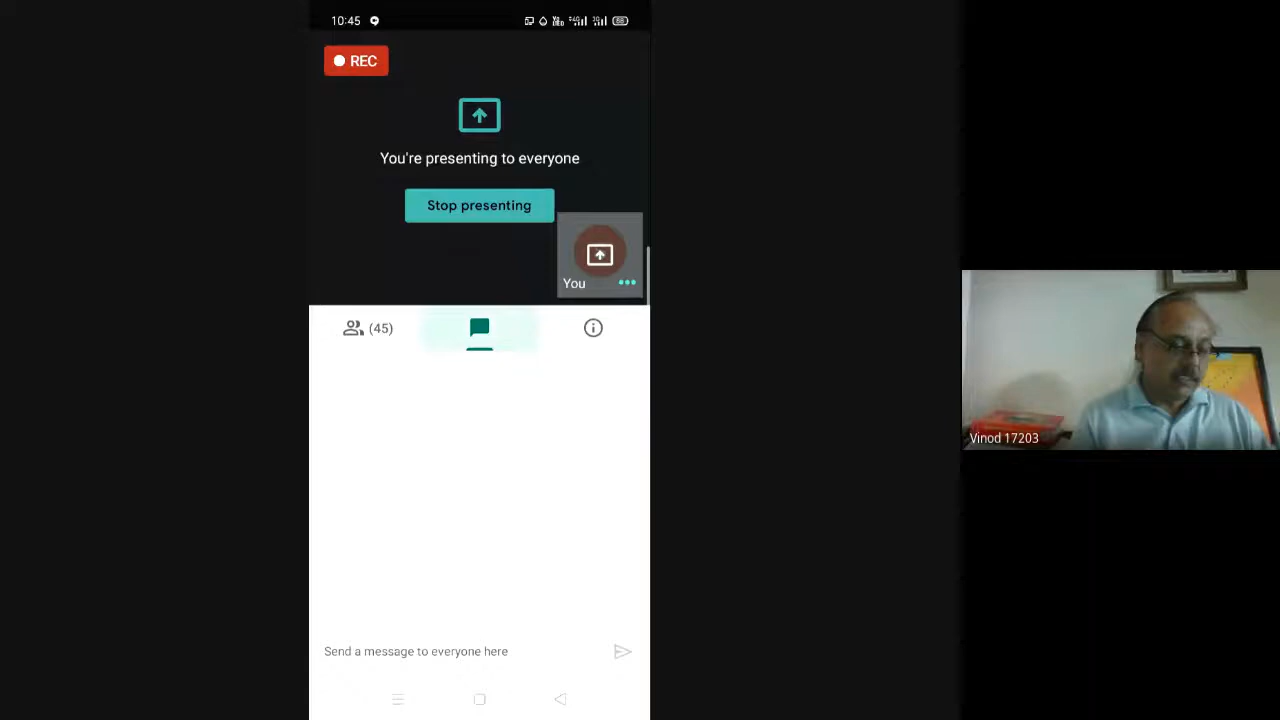 10:45
REC
You're presenting to everyone
Stop presenting
You
(45)
Send a message to everyone here
Vinod 17203